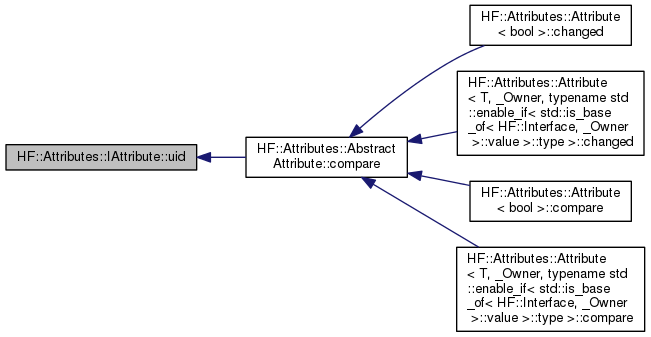 HF::Attributes::IAttribute::uid
HF::Attributes::Abstract
Attribute::compare
HF::Attributes::Attribute
< bool >::changed
HF::Attributes::Attribute
< T, _Owner, typename std
::enable_if< std::is_base
_of< HF::Interface, _Owner
>::value >::type >::changed
HF::Attributes::Attribute
< bool >::compare
HF::Attributes::Attribute
< T, _Owner, typename std
::enable_if< std::is_base
_of< HF::Interface, _Owner
>::value >::type >::compare